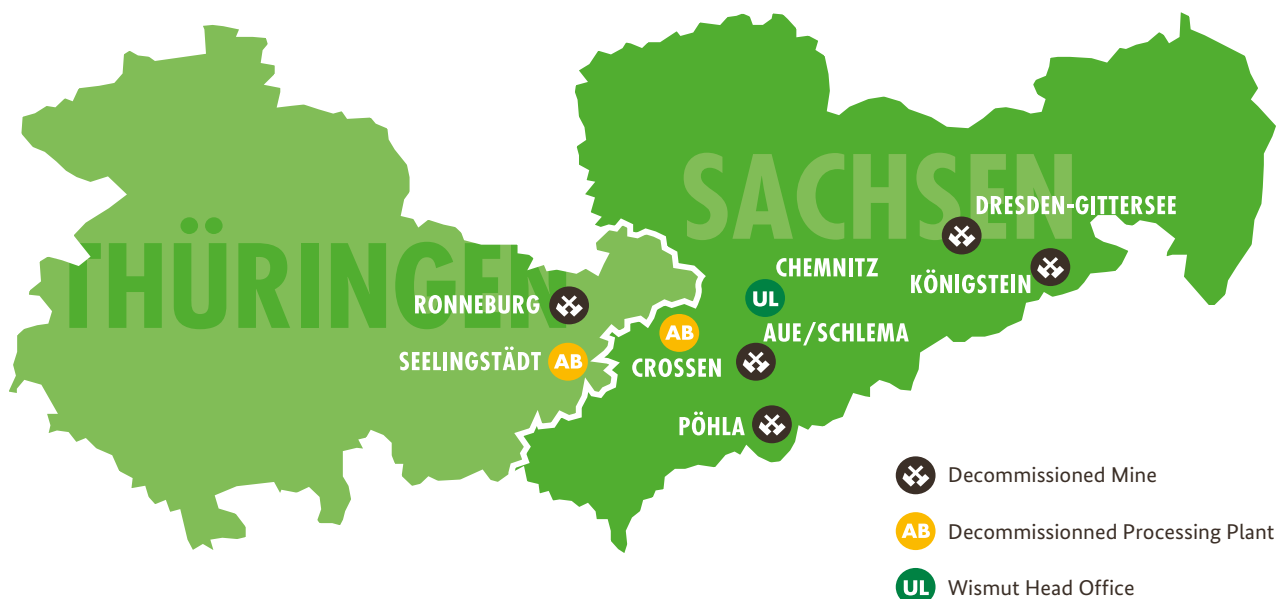 SACHSEN
THÜRINGEN
DRESDEN-GITTERSEE
CHEMNITZ
KÖNIGSTEIN
UL
RONNEBURG
AUE/SCHLEMA
AB
SEELINGSTÄDT
AB
CROSSEN
PÖHLA
Decommissioned Mine
AB Decommissionned Processing Plant
UL Wismut Head Office